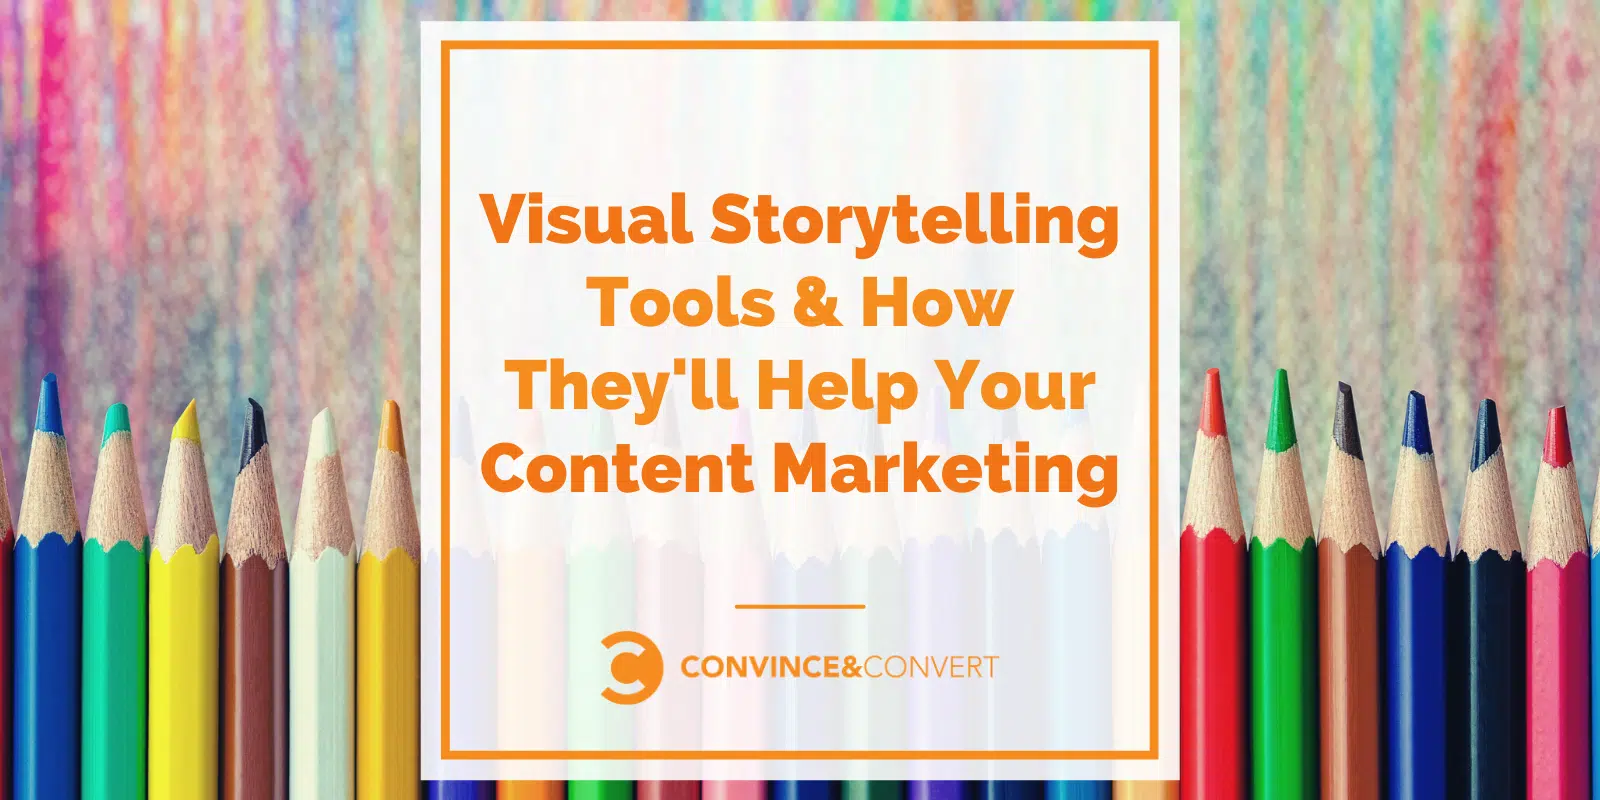 Visual Storytelling
Tools & How
They'll Help Your
Content Marketing
CONVINCE&CONVERT